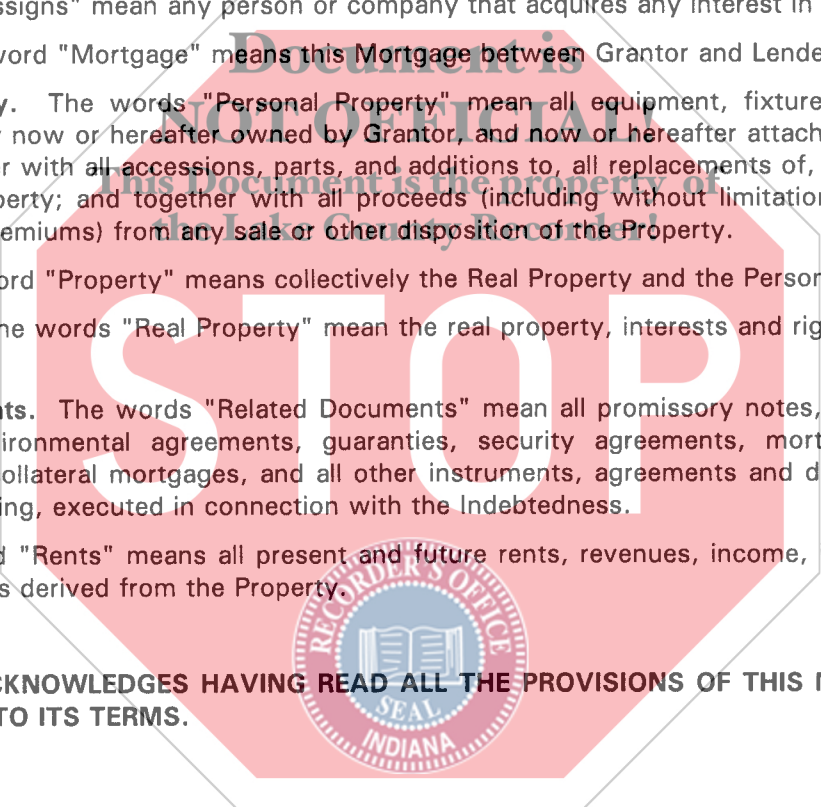 ssigns" mean any person or company that acquires any interest in
word "Mortgage" means this Mortgage between Grantor and Lende
Document is
y. The words "Personal Property" mean all equipment, fixture
NOT OFFICIAL!
now or hereafter owned by Grantor, and now or hereafter attach
er with all accessions, parts, and additions to, all replacements of,
This Document is the property of
perty; and together with all proceeds (including without limitation
the Lake County Recorder!
emiums) from any sale or other disposition of the Property.
ord "Property" means collectively the Real Property and the Person
he words "Real Property" mean the real property, interests and rig
STOP
nts. The words "Related Documents" mean all promissory notes,
ironmental agreements, guaranties, security agreements, mort
ollateral mortgages, and all other instruments, agreements and d
ing, executed in connection with the Indebtedness.
d "Rents" means all present and future rents, revenues, income,
s derived from the Property.
RECORDER'S OFFICE
CKNOWLEDGES HAVING READ ALL THE PROVISIONS OF THIS M
TO ITS TERMS.
SEAL
INDIANA